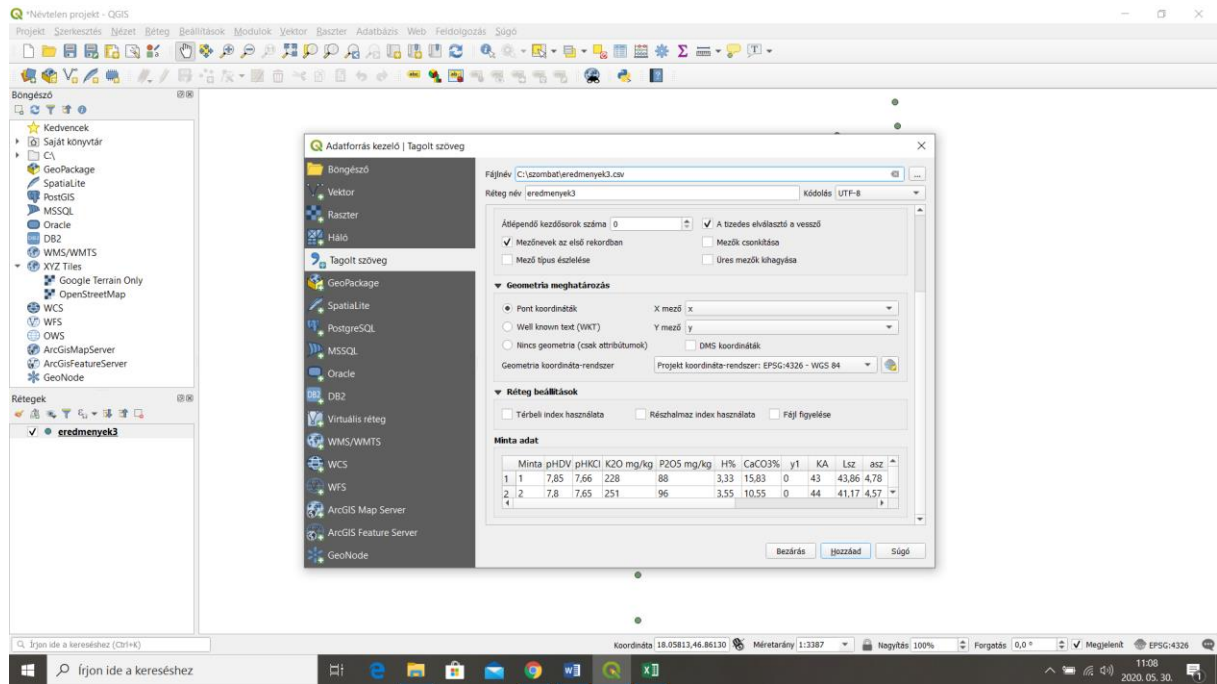 *Névtelen projekt - QGIS
Projekt Szerkesztés Nézet Réteg Beállítások Modulok Vektor Raszter Adatbázis Web Feldolgozás Súgó
Böngésző
Kedvencek
Saját könyvtár
C:\
GeoPackage
SpatiaLite
PostGIS
MSSQL
Oracle
DB2
WMS/WMTS
XYZ Tiles
Google Terrain Only
OpenStreetMap
WCS
WFS
OWS
ArcGisMapServer
ArcGisFeatureServer
GeoNode
Rétegek
eredmenyek3
Adatforrás kezelő | Tagolt szöveg
Böngésző
Vektor
Raszter
Háló
Tagolt szöveg
GeoPackage
SpatiaLite
PostgreSQL
MSSQL
Oracle
DB2
Virtuális réteg
WMS/WMTS
WCS
WFS
ArcGIS Map Server
ArcGIS Feature Server
GeoNode
Fájlnév C:\szombat\eredmenyek3.csv ...
Réteg név eredmenyek3 Kódolás UTF-8
Átlépendő kezdősorok száma 0 A tizedes elválasztó a vessző
Mezőnevek az első rekordban Mezők csonkítása
Mező típus észlelése Üres mezők kihagyása
Geometria meghatározás
Pont koordináták X mező x
Well known text (WKT) Y mező y
Nincs geometria (csak attribútumok) DMS koordináták
Geometria koordináta-rendszer Projekt koordináta-rendszer: EPSG:4326 - WGS 84
Réteg beállítások
Térbeli index használata Részhalmaz index használata Fájl figyelése
Minta adat
Minta pHDV pHKCl K2O mg/kg P2O5 mg/kg H% CaCO3% y1 KA Lsz asz
1 1 7,85 7,66 228 88 3,33 15,83 0 43 43,86 4,78
2 2 7,8 7,65 251 96 3,55 10,55 0 44 41,17 4,57
Bezárás Hozzáad Súgó
Írjon ide a kereséshez (Ctrl+K) Koordináta 18.05813,46.86130 Méretarány 1:3387 Nagyítás 100% Forgatás 0,0 ° Megjelenít EPSG:4326
Írjon ide a kereséshez 11:08
2020. 05. 30.